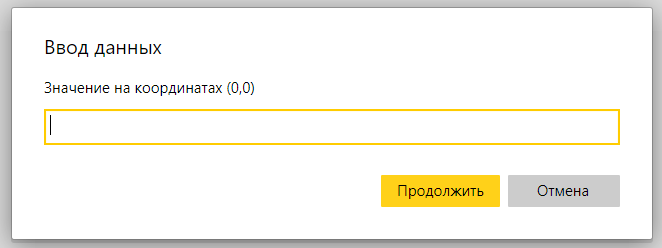 Ввод данных
Значение на координатах (0,0)
Продолжить Отмена